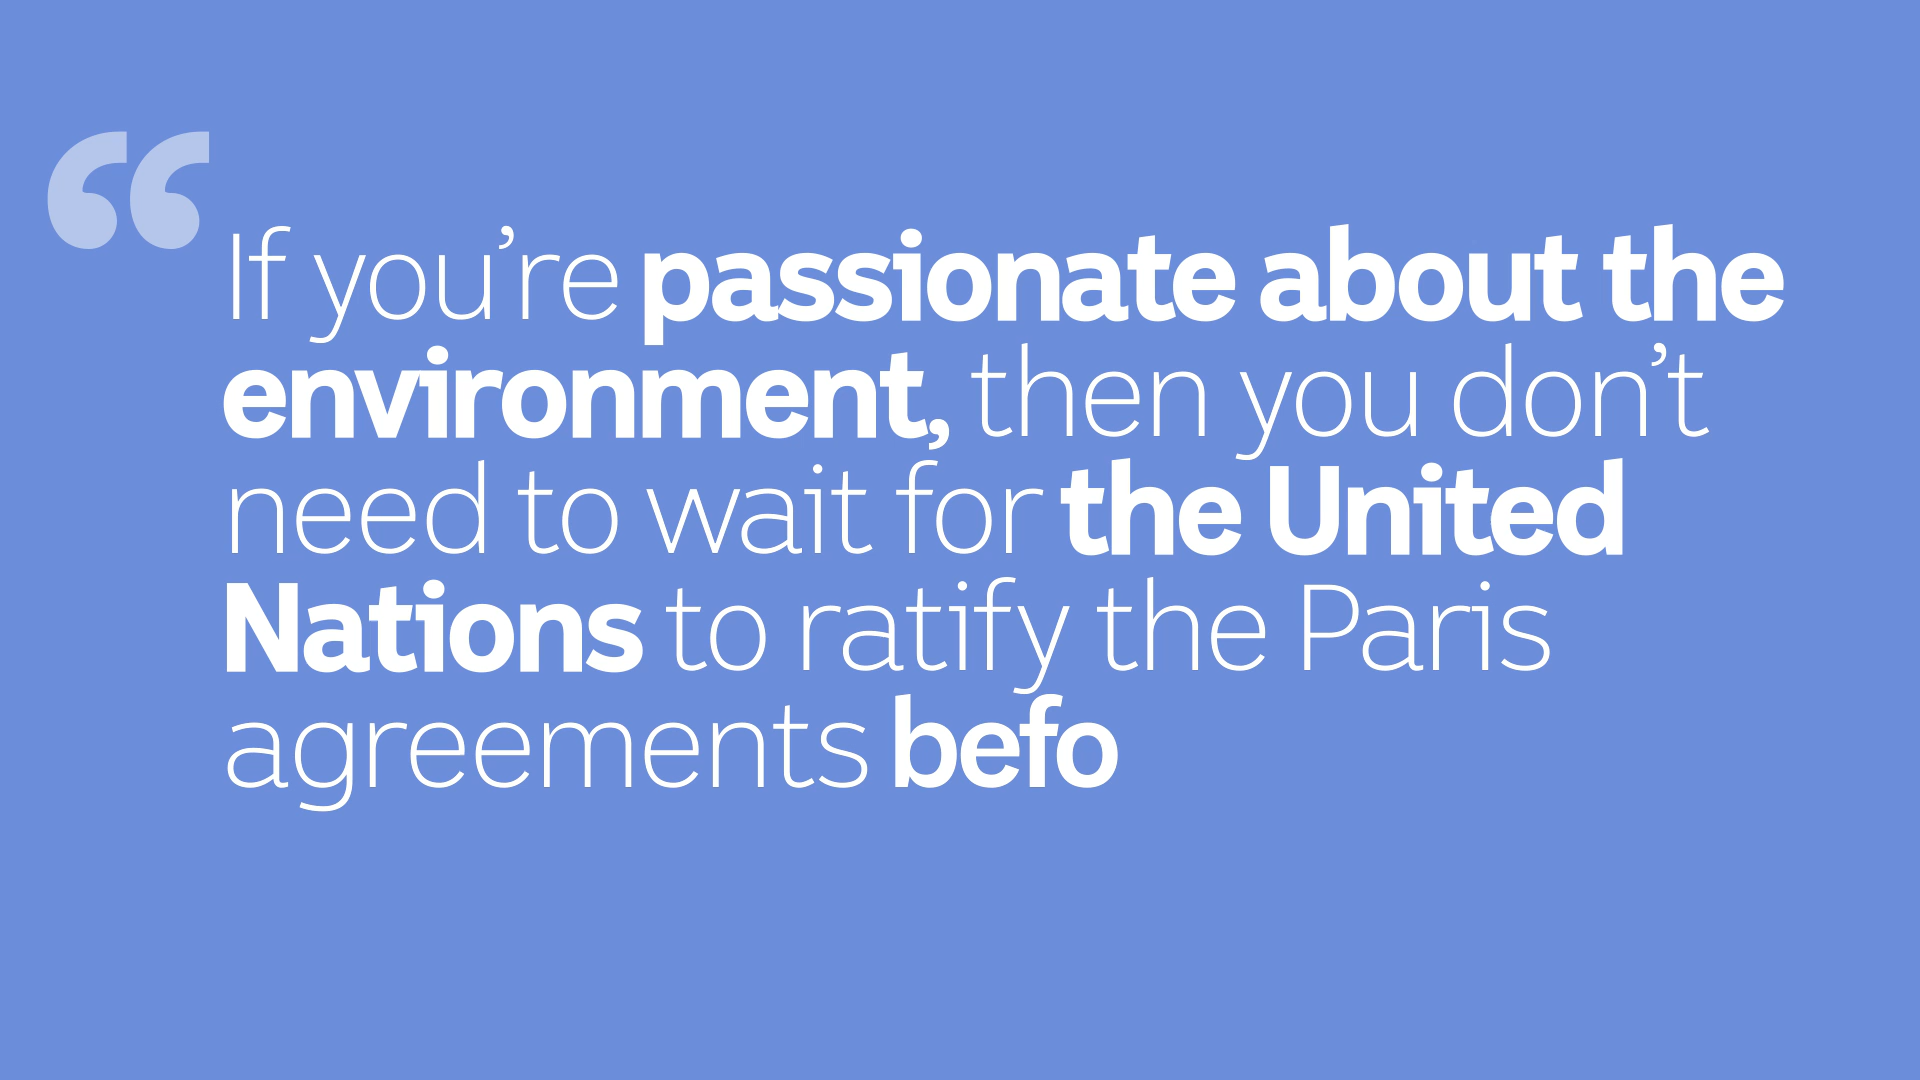 “
If you’re passionate about the
environment, then you don’t
need to wait for the United
Nations to ratify the Paris
agreements befo